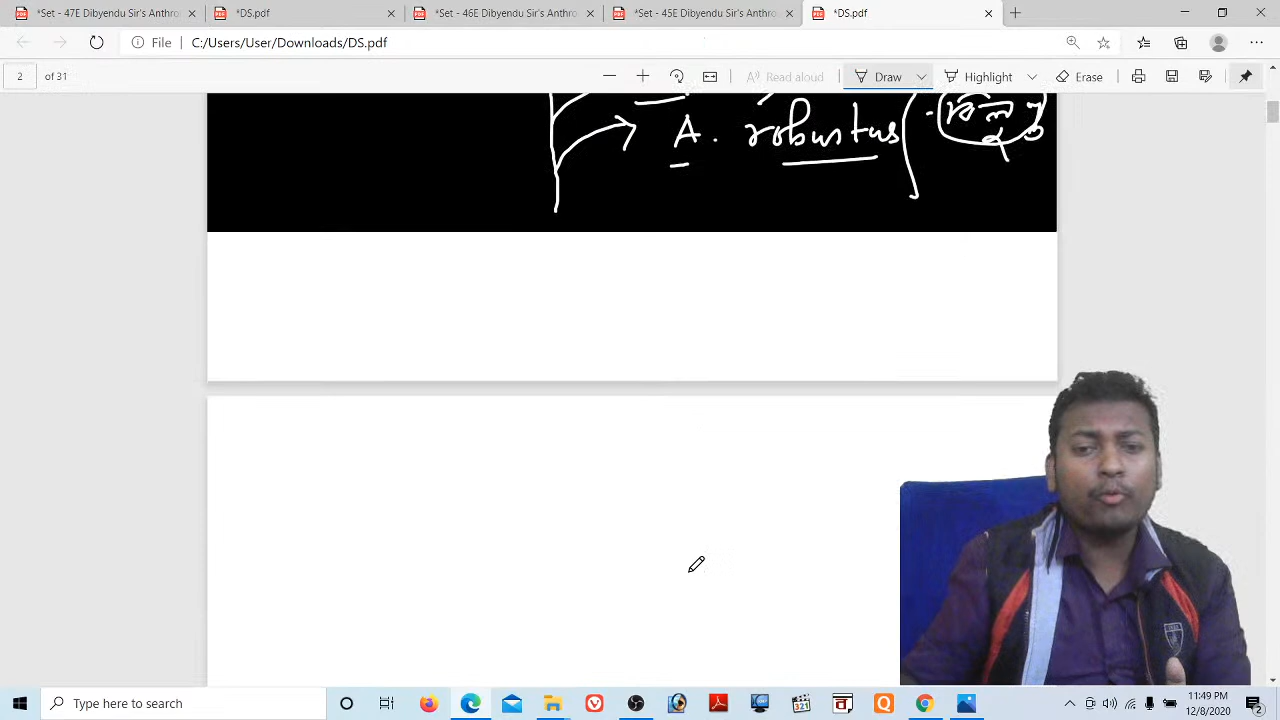 *Set - 47E Dibyendu Sir's Anthro
*DS.pdf
*Set - 46E Dibyendu Sir's Anthro
*Set - 45E Dibyendu Sir's Anthro
*DS.pdf
File
C:/Users/User/Downloads/DS.pdf
2 of 31
Read aloud
Draw
Highlight
Erase
A. robustus
Type here to search
11:49 PM
12/8/2020